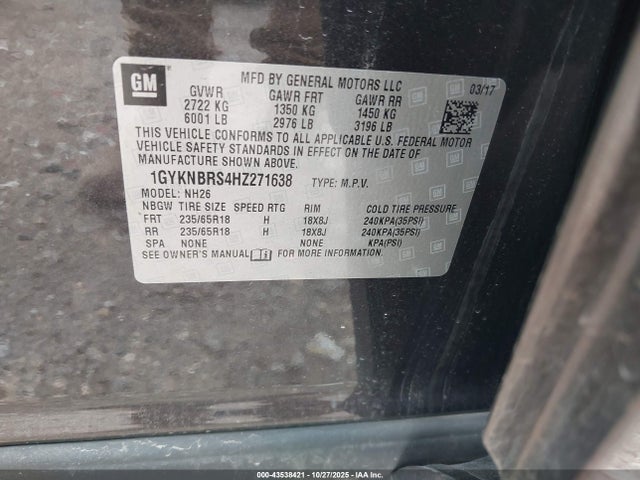 GM
MFD BY GENERAL MOTORS LLC
03/17
GVWR GAWR FRT GAWR RR
2722 KG 1350 KG 1450 KG
6001 LB 2976 LB 3196 LB
THIS VEHICLE CONFORMS TO ALL APPLICABLE U.S. FEDERAL MOTOR
VEHICLE SAFETY STANDARDS IN EFFECT ON THE DATE OF
MANUFACTURE SHOWN ABOVE.
1GYKNBRS4HZ271638 TYPE: M.P.V.
MODEL: NH26
NBGW TIRE SIZE SPEED RTG RIM COLD TIRE PRESSURE
FRT 235/65R18 H 18X8J 240KPA(35PSI)
RR 235/65R18 H 18X8J 240KPA(35PSI)
SPA NONE NONE KPA(PSI)
SEE OWNER'S MANUAL FOR MORE INFORMATION.
000-43538421 - 10/27/2025 - IAAI.COM